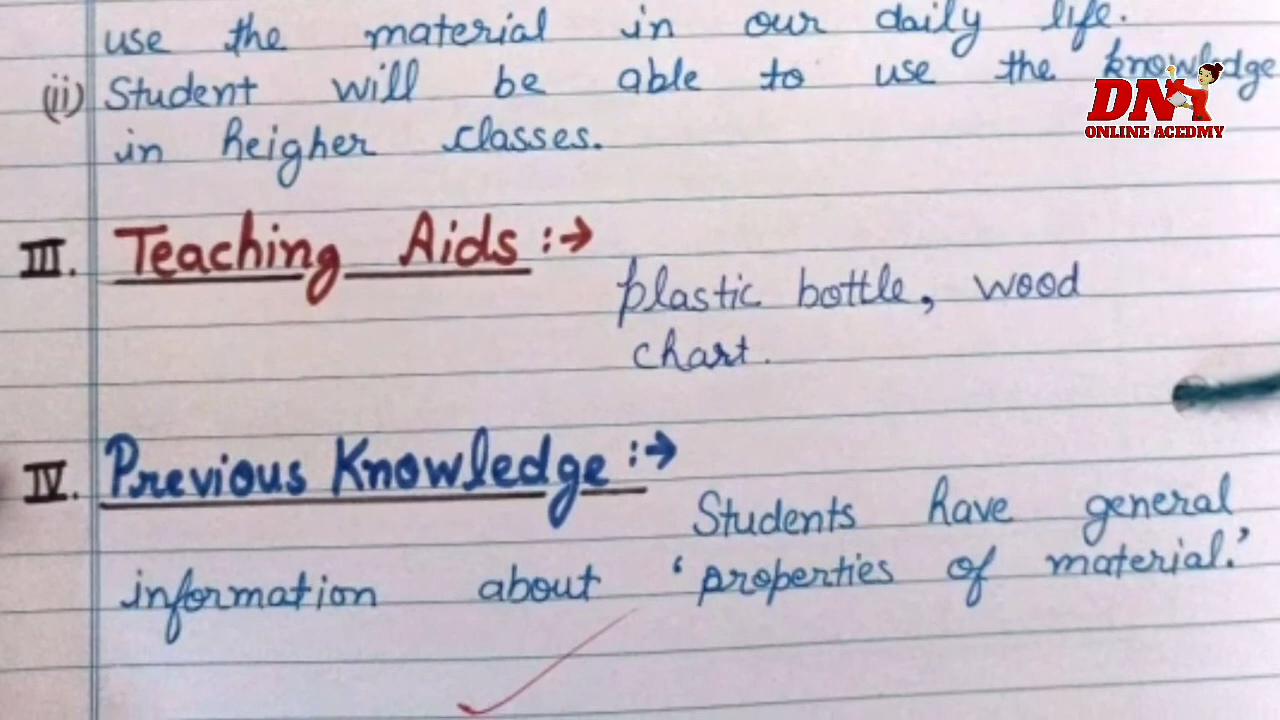 use the material in our daily life.
(ii) Student will be able to use the knowledge
in heigher classes.
III. Teaching Aids :→
plastic bottle, wood
chart.
IV. Previous Knowledge :→
Students have general
information about 'properties of material.'
DNA
ONLINE ACEDMY